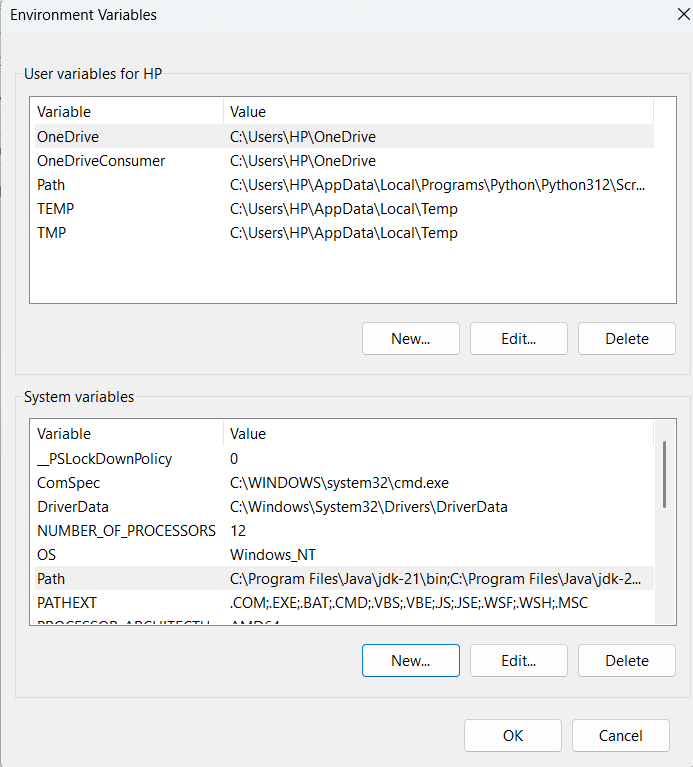 Environment Variables
User variables for HP
Variable Value
OneDrive C:\Users\HP\OneDrive
OneDriveConsumer C:\Users\HP\OneDrive
Path C:\Users\HP\AppData\Local\Programs\Python\Python312\Scr...
TEMP C:\Users\HP\AppData\Local\Temp
TMP C:\Users\HP\AppData\Local\Temp
New... Edit... Delete
System variables
Variable Value
__PSLockDownPolicy 0
ComSpec C:\WINDOWS\system32\cmd.exe
DriverData C:\Windows\System32\Drivers\DriverData
NUMBER_OF_PROCESSORS 12
OS Windows_NT
Path C:\Program Files\Java\jdk-21\bin;C:\Program Files\Java\jdk-2...
PATHEXT .COM;.EXE;.BAT;.CMD;.VBS;.VBE;.JS;.JSE;.WSF;.WSH;.MSC
PROCESSOR_ARCHITECTU AMD64
New... Edit... Delete
OK Cancel